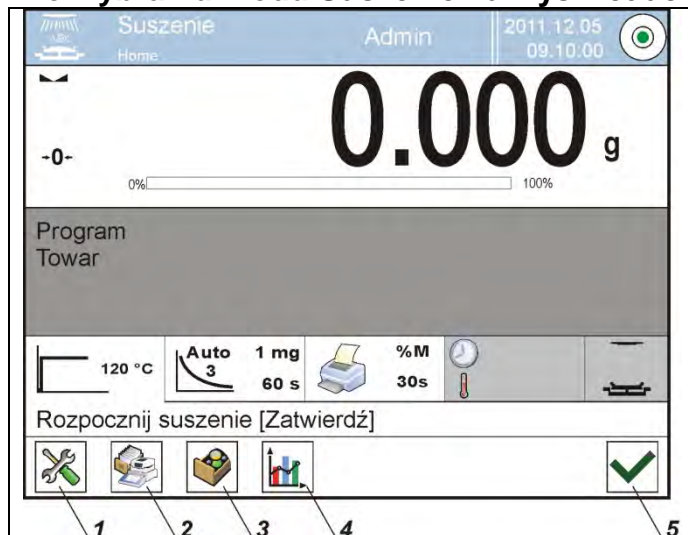 Suszenie
Home
Admin
2011.12.05
09.10.00
-0-
0.000 g
0% 100%
Program
Towar
120 °C
Auto 1 mg
3
60 s
%M
30s
Rozpocznij suszenie [Zatwierdź]
1 2 3 4 5